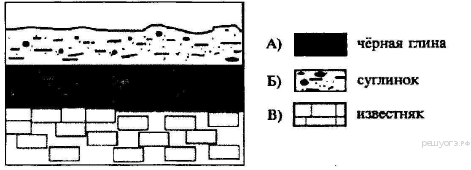 А) чёрная глина
Б) суглинок
В) известняк
решуогэ.рф